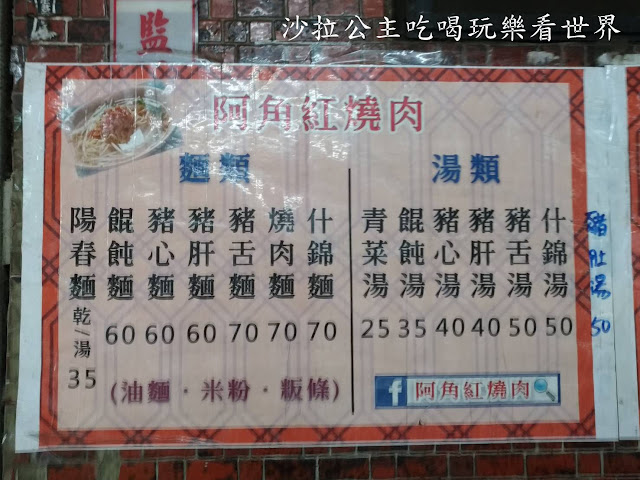 沙拉公主吃喝玩樂看世界
監
阿角紅燒肉
麵類
什錦麵 70
燒肉麵 70
豬舌麵 70
豬肝麵 60
豬心麵 60
餛飩麵 60
陽春麵 乾/湯 35
(油麵·米粉·粄條)
湯類
什錦湯 50
豬舌湯 50
豬肝湯 40
豬心湯 40
餛飩湯 35
青菜湯 25
豬肚湯 50
f 阿角紅燒肉